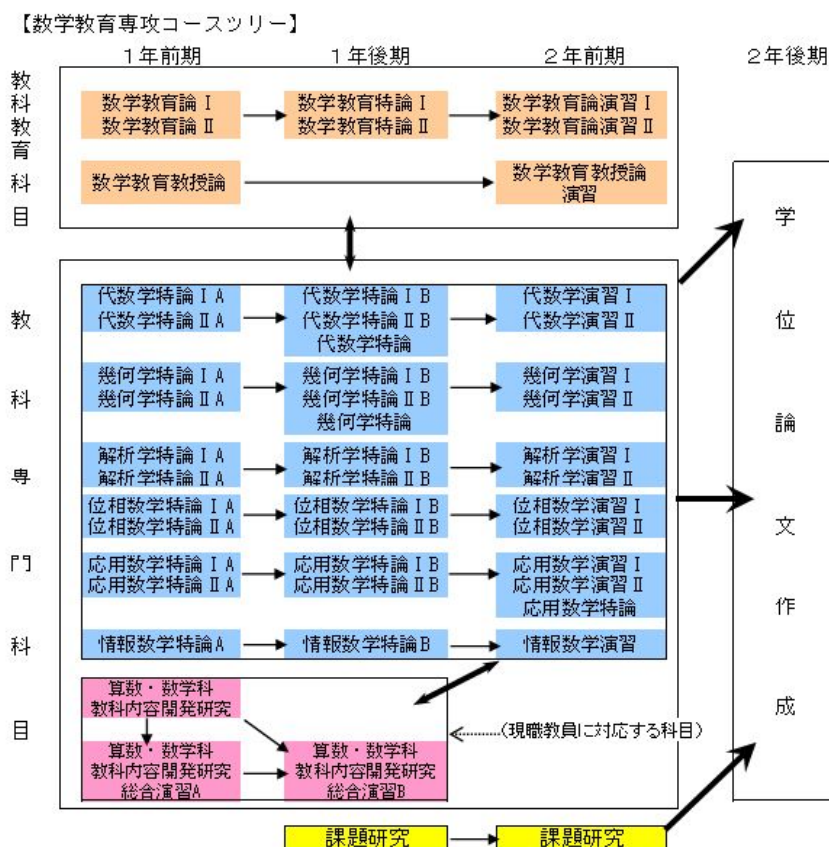 【数学教育専攻コースツリー】
１年前期
１年後期
２年前期
２年後期
教科教育科目
数学教育論Ⅰ
数学教育論Ⅱ
数学教育特論Ⅰ
数学教育特論Ⅱ
数学教育論演習Ⅰ
数学教育論演習Ⅱ
数学教育教授論
数学教育教授論
演習
教科専門科目
代数学特論ⅠA
代数学特論ⅡA
代数学特論ⅠB
代数学特論ⅡB
代数学特論
代数学演習Ⅰ
代数学演習Ⅱ
幾何学特論ⅠA
幾何学特論ⅡA
幾何学特論ⅠB
幾何学特論ⅡB
幾何学特論
幾何学演習Ⅰ
幾何学演習Ⅱ
解析学特論ⅠA
解析学特論ⅡA
解析学特論ⅠB
解析学特論ⅡB
解析学演習Ⅰ
解析学演習Ⅱ
位相数学特論ⅠA
位相数学特論ⅡA
位相数学特論ⅠB
位相数学特論ⅡB
位相数学演習Ⅰ
位相数学演習Ⅱ
応用数学特論ⅠA
応用数学特論ⅡA
応用数学特論ⅠB
応用数学特論ⅡB
応用数学演習Ⅰ
応用数学演習Ⅱ
応用数学特論
情報数学特論A
情報数学特論B
情報数学演習
算数・数学科
教科内容開発研究
算数・数学科
教科内容開発研究
総合演習A
算数・数学科
教科内容開発研究
総合演習B
(現職教員に対応する科目)
課題研究
課題研究
学位論文作成